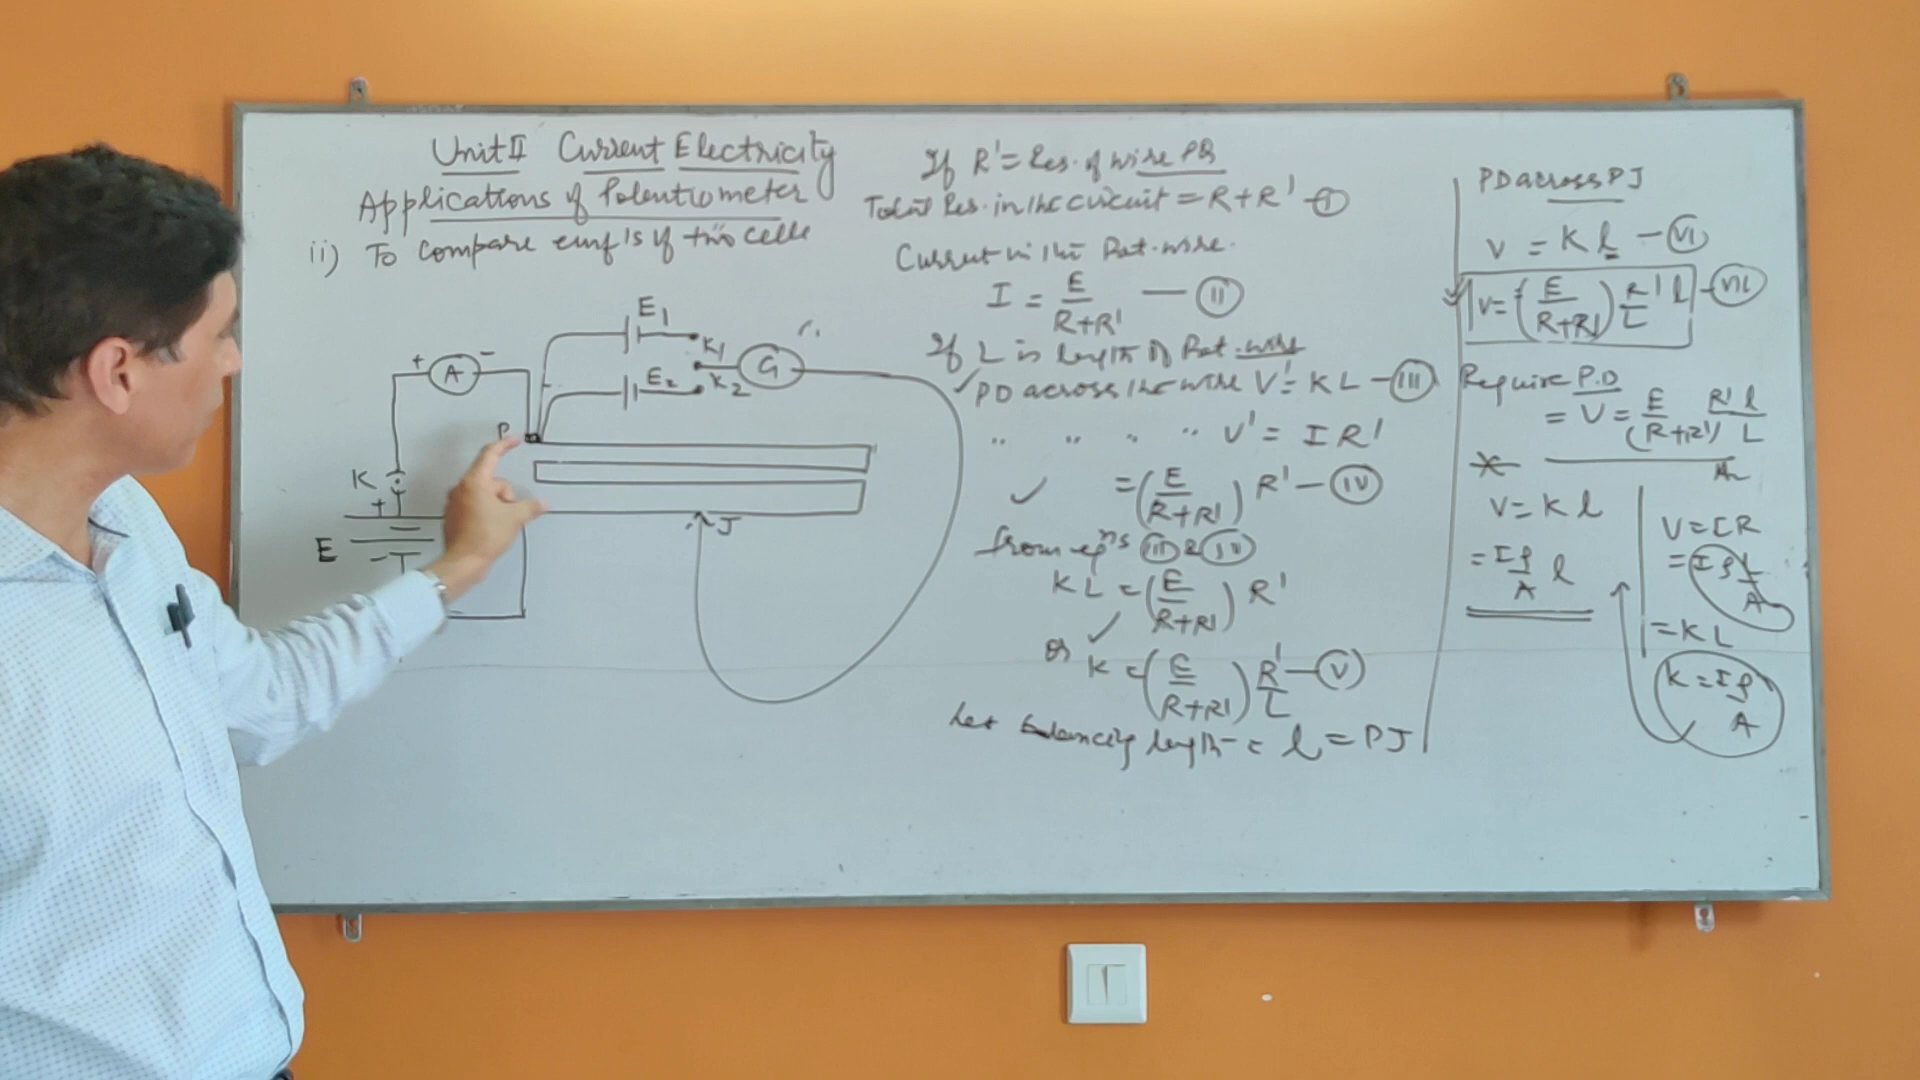 Unit II Current Electricity
Applications of Potentiometer
ii) To compare emf's of two cells
E1
K1
+ A -
G
E2 K2
P
K
+
J
E
-
If R' = Res. of wire PQ
Total Res. in the circuit = R+R' - I
Current in the Pot. wire.
I = E/(R+R') — II
If L is length of Pot. wire
✓ PD across the wire V' = KL - III
" " " " V' = IR'
✓ = (E/(R+R')) R' - IV
from eqns III & IV
KL = (E/(R+R')) R'
or ✓ K = (E/(R+R')) R'/L - V
Let balancing length = l = PJ
PD across PJ
V = K l - VI
V = (E/(R+R')) R'/L l - VII
Require P.D
= V = E/(R+R') R' l/L
V = K l
= Iρ/A l
V = IR
= Iρ L/A
= KL
K = Iρ/A